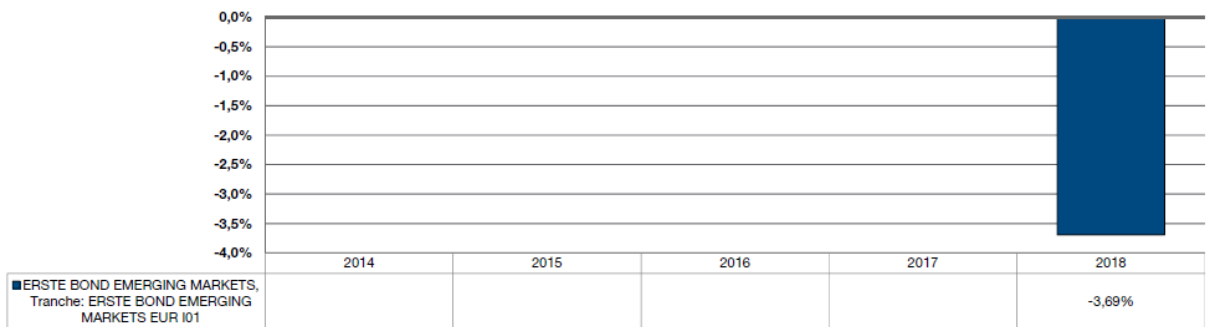 0,0%
-0,5%
-1,0%
-1,5%
-2,0%
-2,5%
-3,0%
-3,5%
-4,0%
2014 2015 2016 2017 2018
ERSTE BOND EMERGING MARKETS,
Tranche: ERSTE BOND EMERGING
MARKETS EUR I01
-3,69%